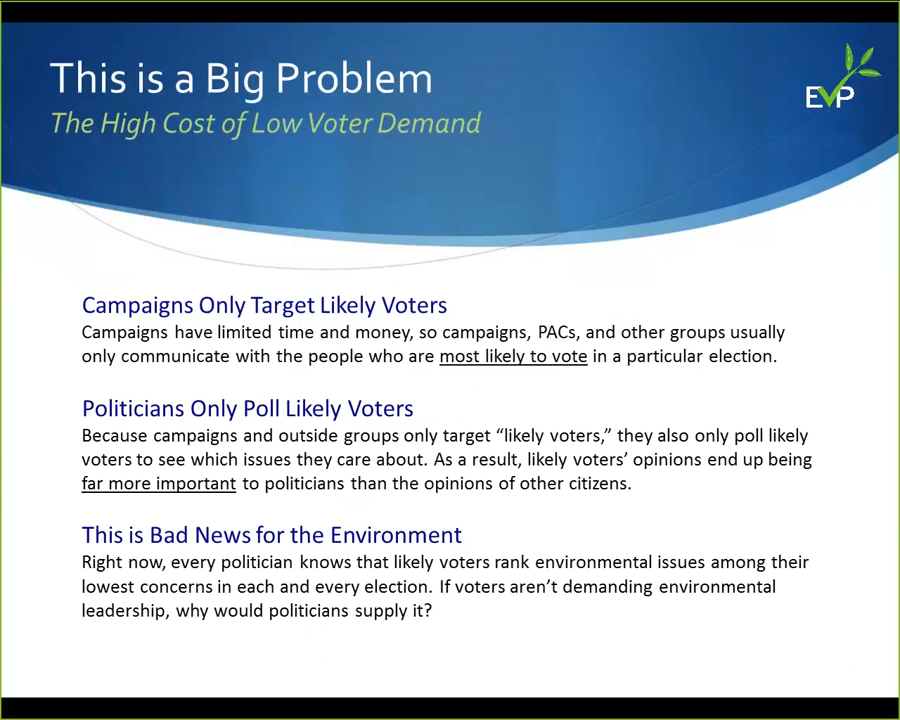 This is a Big Problem
EVP
The High Cost of Low Voter Demand
Campaigns Only Target Likely Voters
Campaigns have limited time and money, so campaigns, PACs, and other groups usually
only communicate with the people who are most likely to vote in a particular election.
Politicians Only Poll Likely Voters
Because campaigns and outside groups only target “likely voters,” they also only poll likely
voters to see which issues they care about. As a result, likely voters’ opinions end up being
far more important to politicians than the opinions of other citizens.
This is Bad News for the Environment
Right now, every politician knows that likely voters rank environmental issues among their
lowest concerns in each and every election. If voters aren’t demanding environmental
leadership, why would politicians supply it?